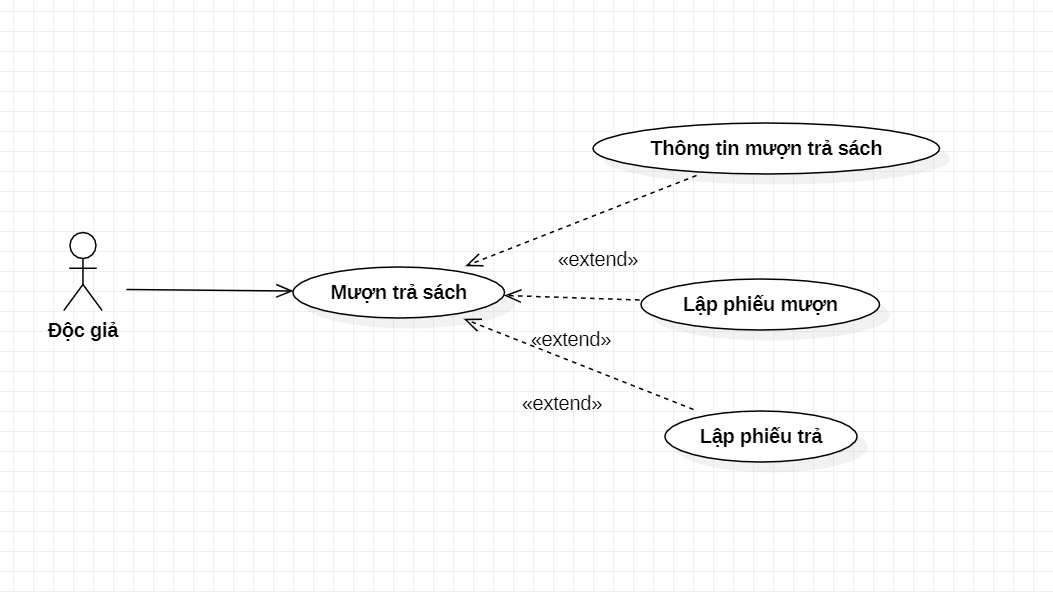 Thông tin mượn trả sách
«extend»
Mượn trả sách
Lập phiếu mượn
Độc giả
«extend»
«extend»
Lập phiếu trả